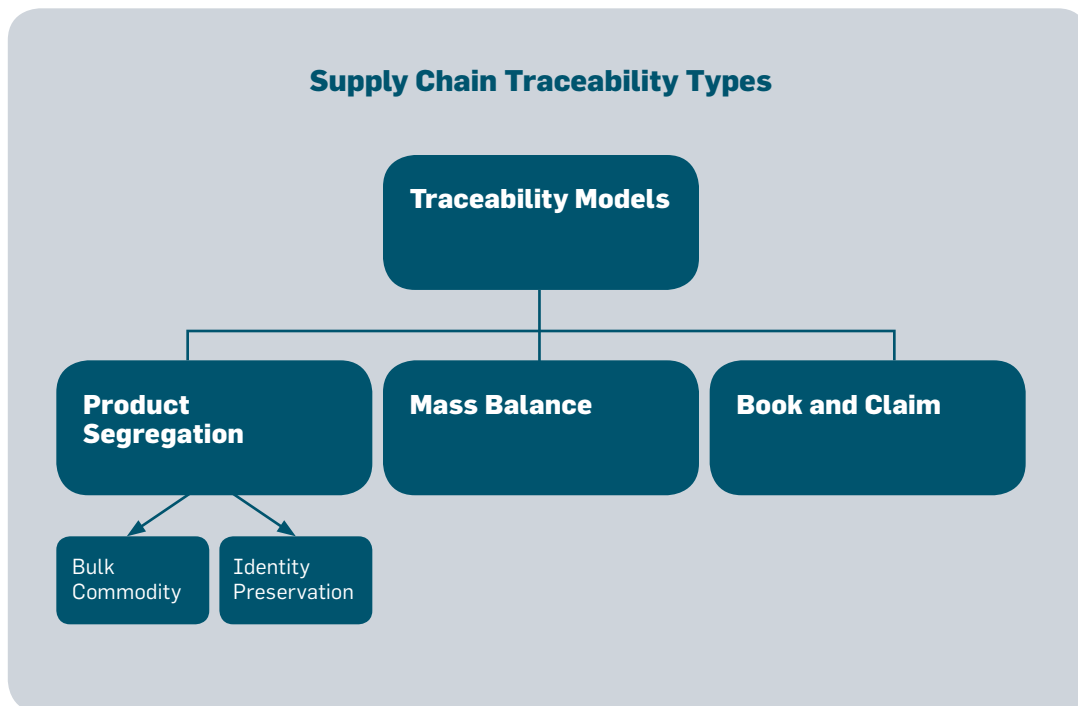 Supply Chain Traceability Types
Traceability Models
Product
Segregation
Mass Balance
Book and Claim
Bulk
Commodity
Identity
Preservation